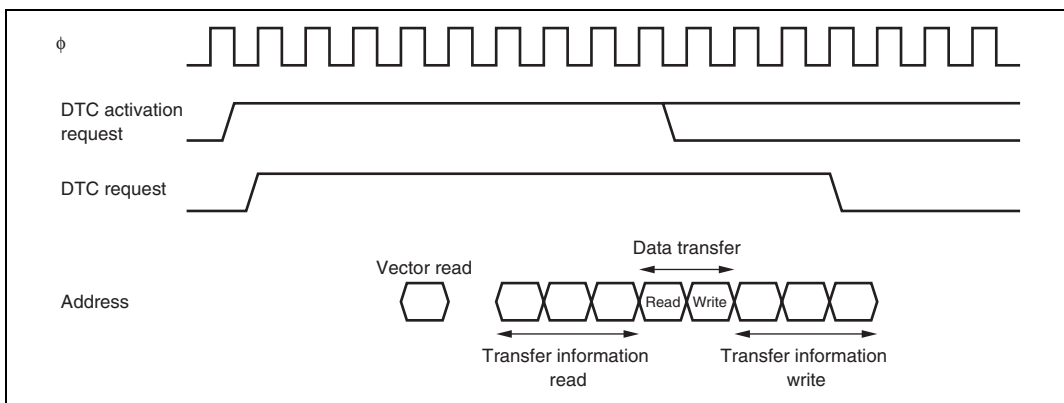 ϕ
DTC activation
request
DTC request
Data transfer
Vector read
Address
Read Write
Transfer information
read
Transfer information
write